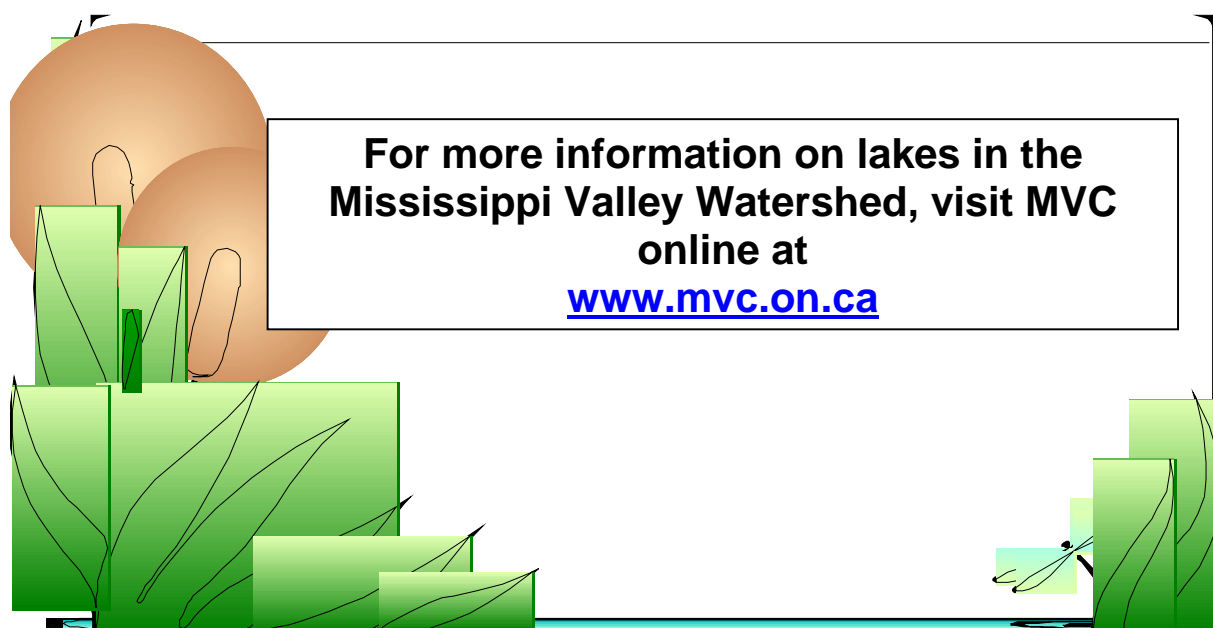 For more information on lakes in the
Mississippi Valley Watershed, visit MVC
online at
www.mvc.on.ca